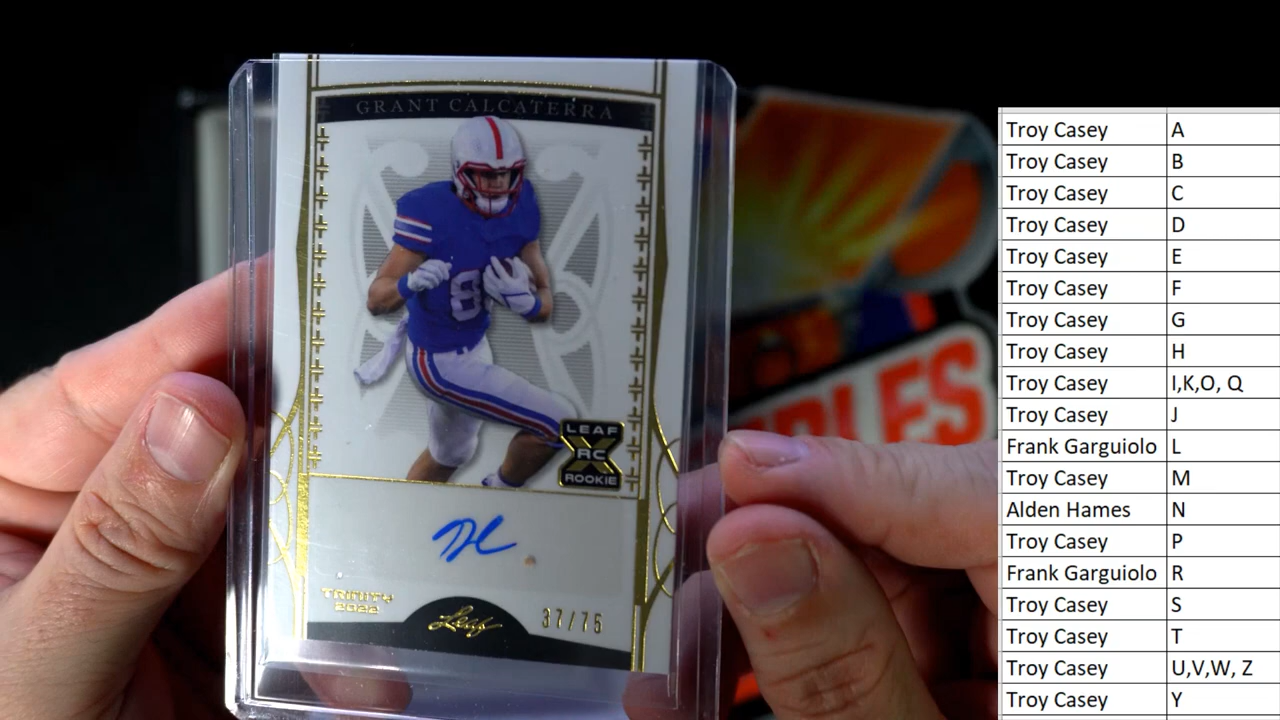 GRANT CALCATERRA
8
LEAF
RC
ROOKIE
TRINITY
2022
Leaf
37/75
Troy Casey A
Troy Casey B
Troy Casey C
Troy Casey D
Troy Casey E
Troy Casey F
Troy Casey G
Troy Casey H
Troy Casey I,K,O, Q
Troy Casey J
Frank Garguiolo L
Troy Casey M
Alden Hames N
Troy Casey P
Frank Garguiolo R
Troy Casey S
Troy Casey T
Troy Casey U,V,W, Z
Troy Casey Y